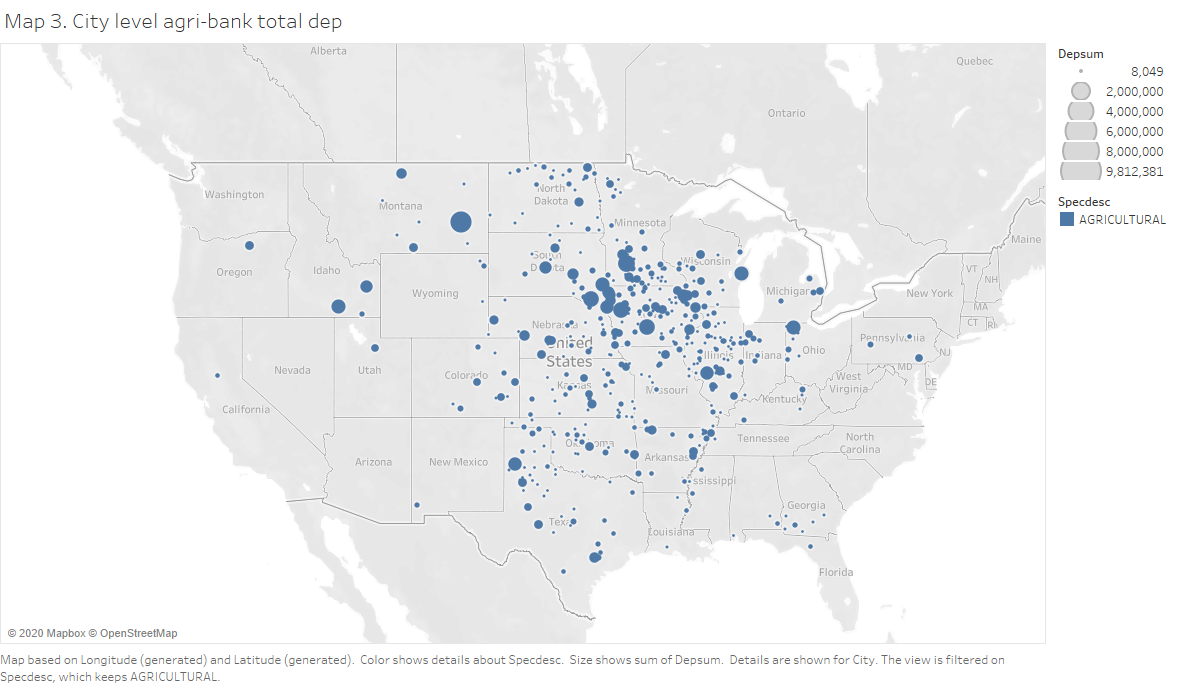 Map 3. City level agri-bank total dep
Alberta
Quebec
Ontario
Washington
Montana
North
Dakota
Minnesota
Maine
Oregon
Idaho
South
Dakota
Wisconsin
VT
NH
Wyoming
Michigan
New York
MA
CT RI
Nebraska
United
States
Nevada
Utah
Colorado
Kansas
Missouri
Illinois
Indiana
Ohio
Pennsylvania
NJ
MD
DE
West
Virginia
Kentucky
California
Arizona
New Mexico
Oklahoma
Arkansas
Tennessee
North
Carolina
Mississippi
Georgia
Texas
Louisiana
Florida
© 2020 Mapbox © OpenStreetMap
Depsum
8,049
2,000,000
4,000,000
6,000,000
8,000,000
9,812,381
Specdesc
AGRICULTURAL
Map based on Longitude (generated) and Latitude (generated).  Color shows details about Specdesc.  Size shows sum of Depsum.  Details are shown for City. The view is filtered on
Specdesc, which keeps AGRICULTURAL.